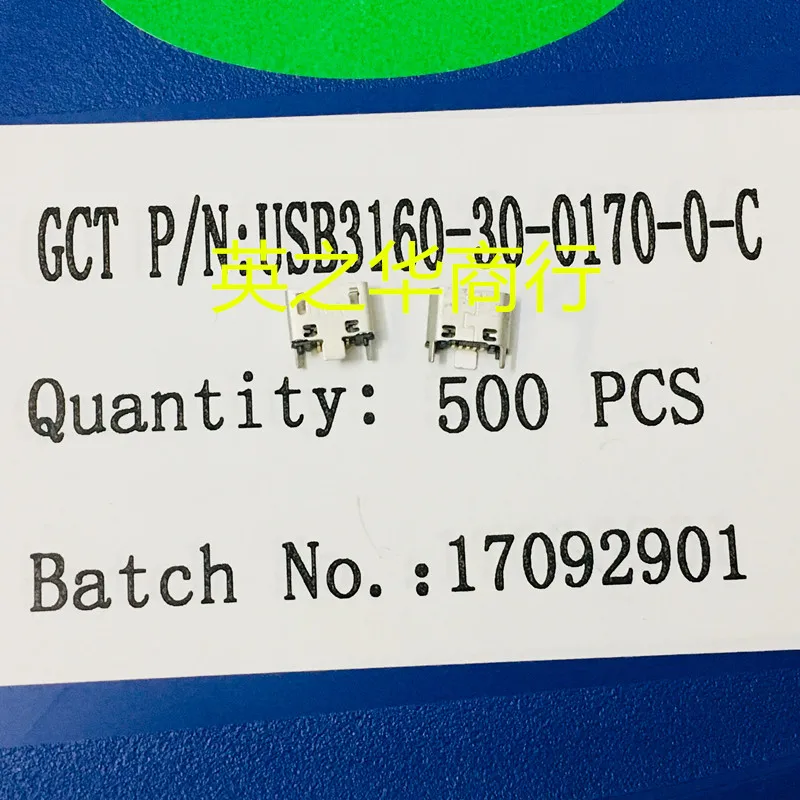 GCT P/N:USB3160-30-0170-0-C
英之华商行
Quantity: 500 PCS
Batch No.:17092901